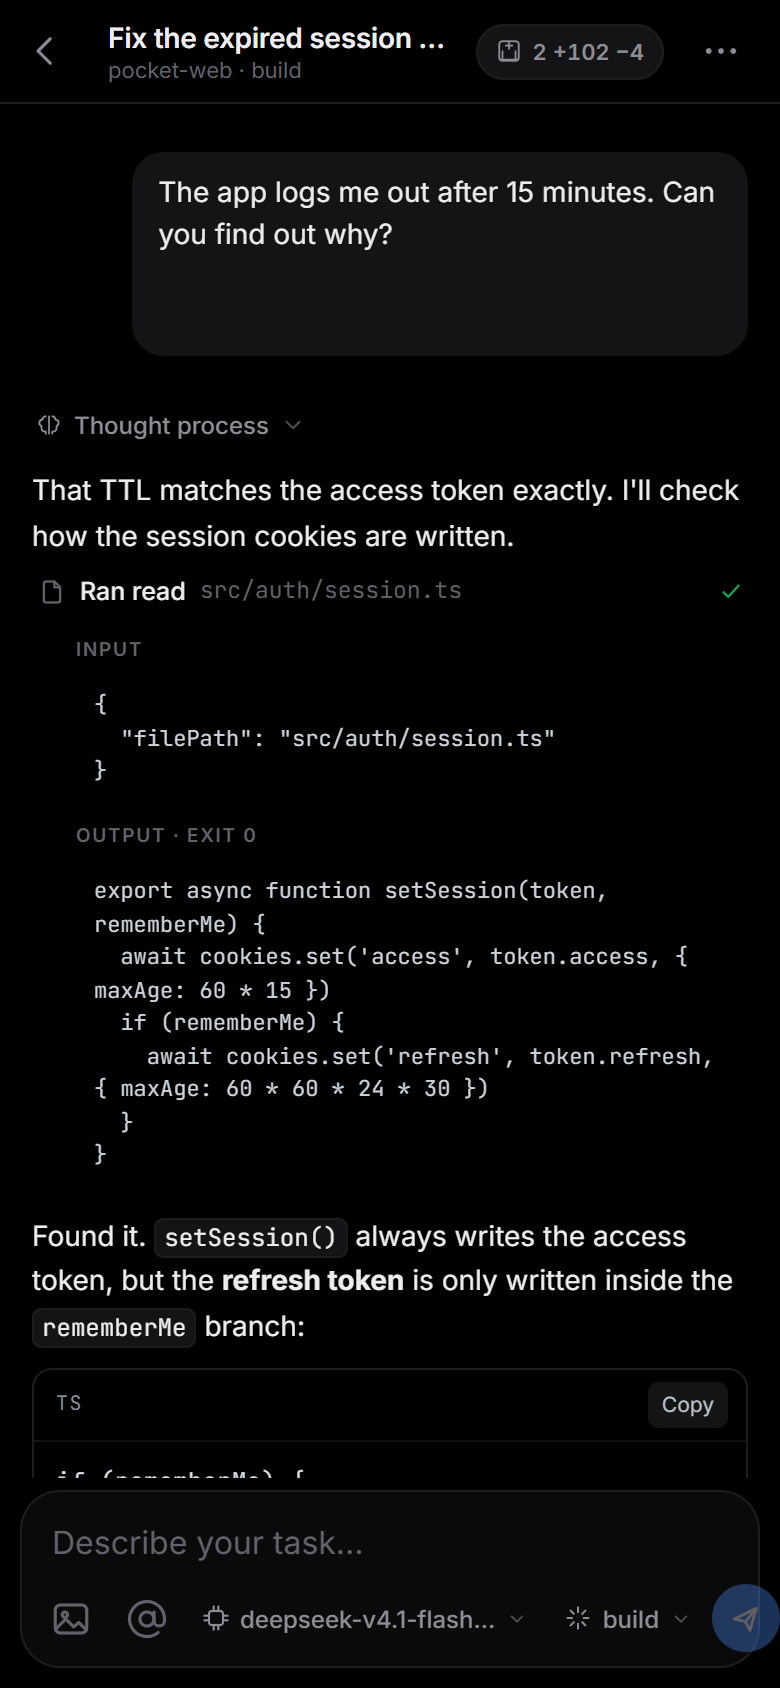 Fix the expired session ...
pocket-web · build
2 +102 −4
The app logs me out after 15 minutes. Can
you find out why?
Thought process
That TTL matches the access token exactly. I'll check
how the session cookies are written.
Ran read src/auth/session.ts
INPUT
{
  "filePath": "src/auth/session.ts"
}
OUTPUT · EXIT 0
export async function setSession(token,
rememberMe) {
  await cookies.set('access', token.access, {
maxAge: 60 * 15 })
  if (rememberMe) {
    await cookies.set('refresh', token.refresh,
{ maxAge: 60 * 60 * 24 * 30 })
  }
}
Found it. setSession() always writes the access
token, but the refresh token is only written inside the
rememberMe branch:
TS
Copy
if (rememberMe) {
Describe your task...
deepseek-v4.1-flash... build